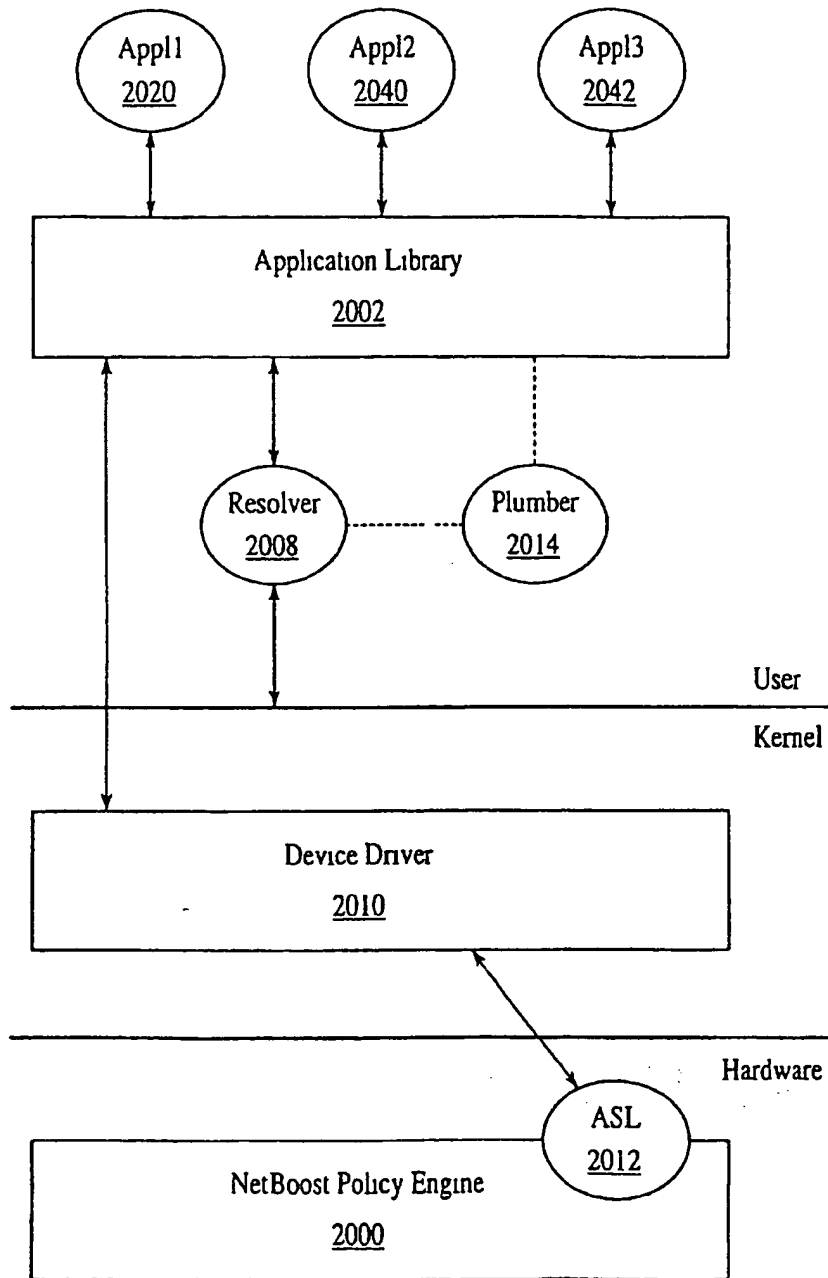 Appl1
2020
Appl2
2040
Appl3
2042
Application Library
2002
Resolver
2008
Plumber
2014
User
Kernel
Device Driver
2010
Hardware
ASL
2012
NetBoost Policy Engine
2000